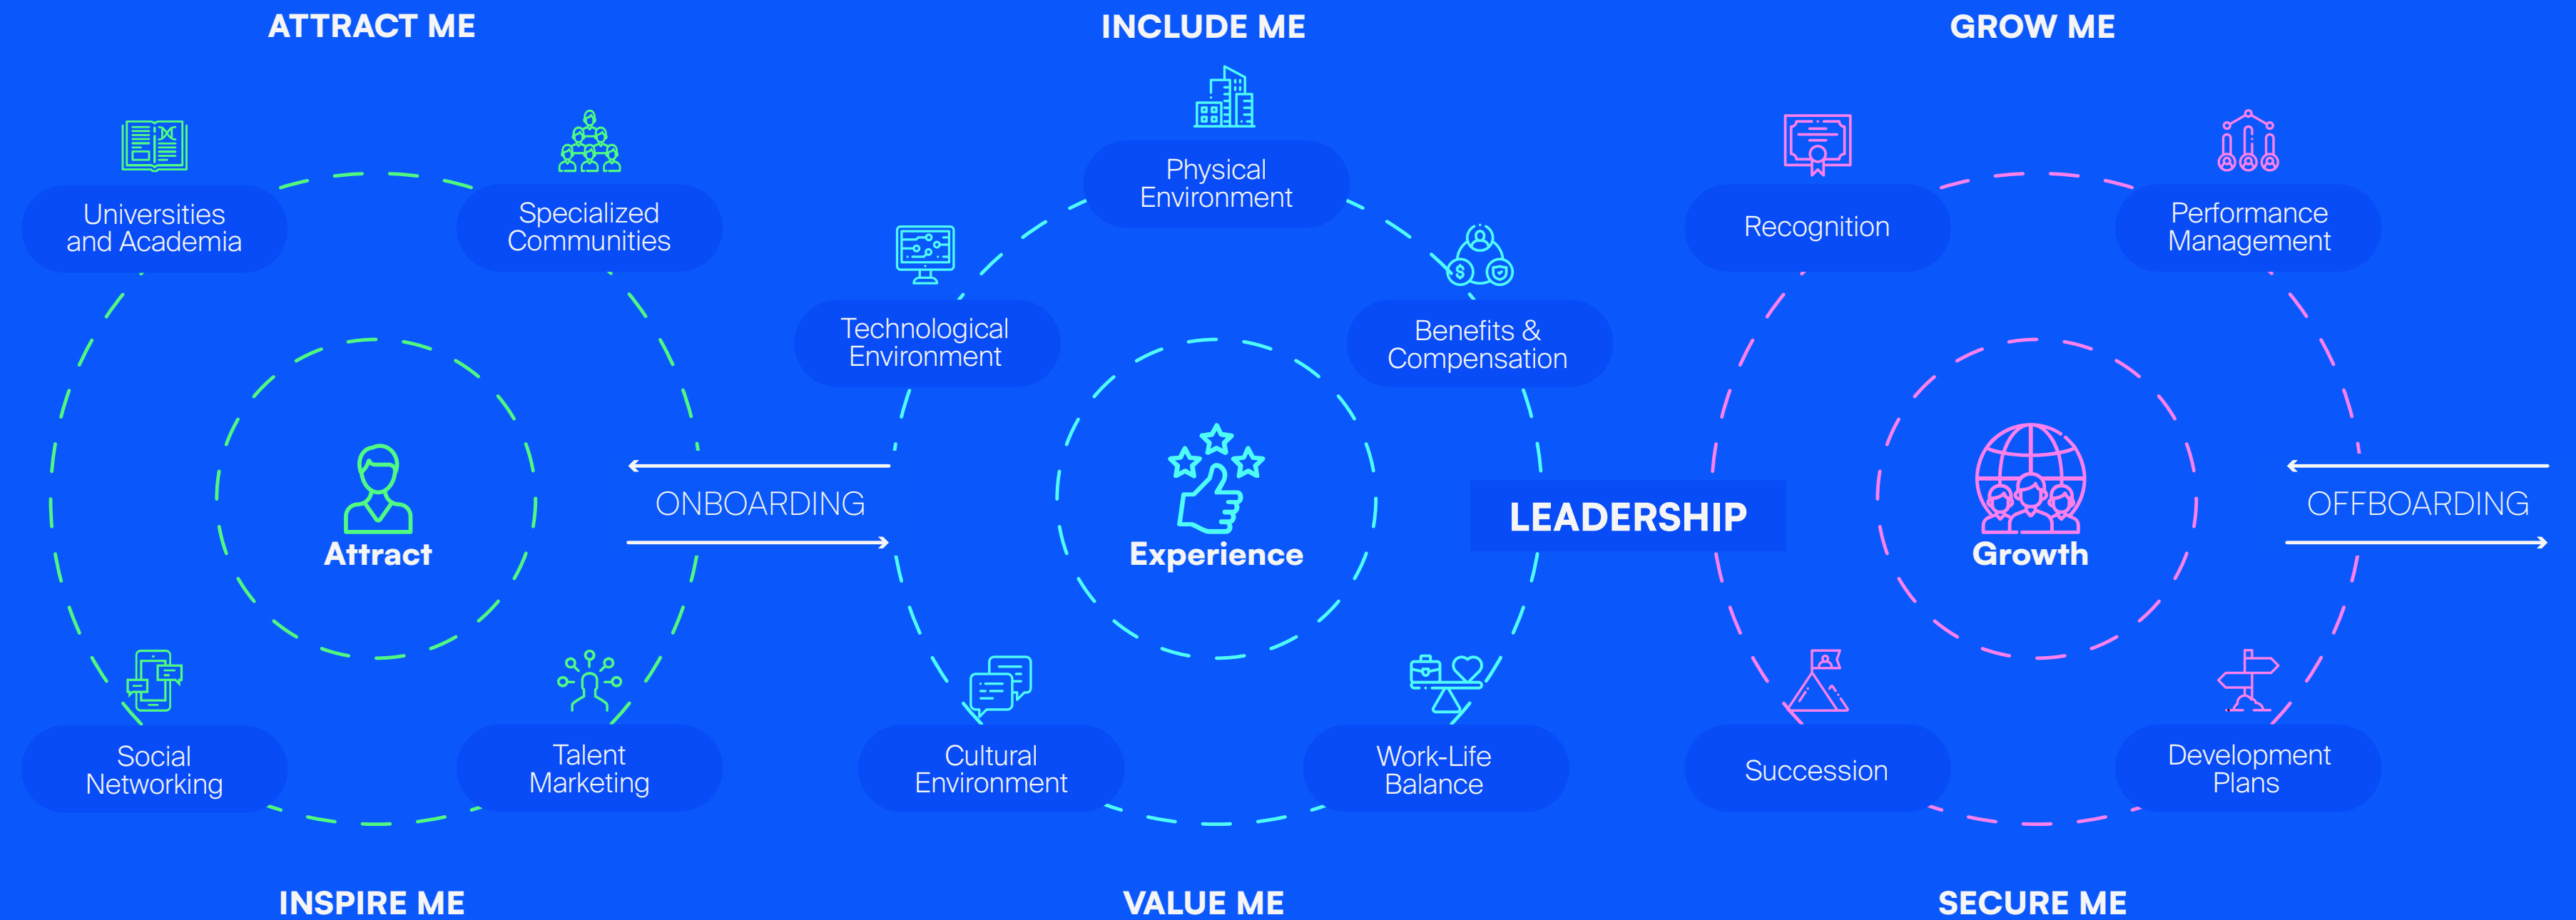 ATTRACT ME
INCLUDE ME
GROW ME
Universities
and Academia
Specialized
Communities
Physical
Environment
Technological
Environment
Benefits &
Compensation
Recognition
Performance
Management
Attract
ONBOARDING
Experience
LEADERSHIP
Growth
OFFBOARDING
Social
Networking
Talent
Marketing
Cultural
Environment
Work-Life
Balance
Succession
Development
Plans
INSPIRE ME
VALUE ME
SECURE ME